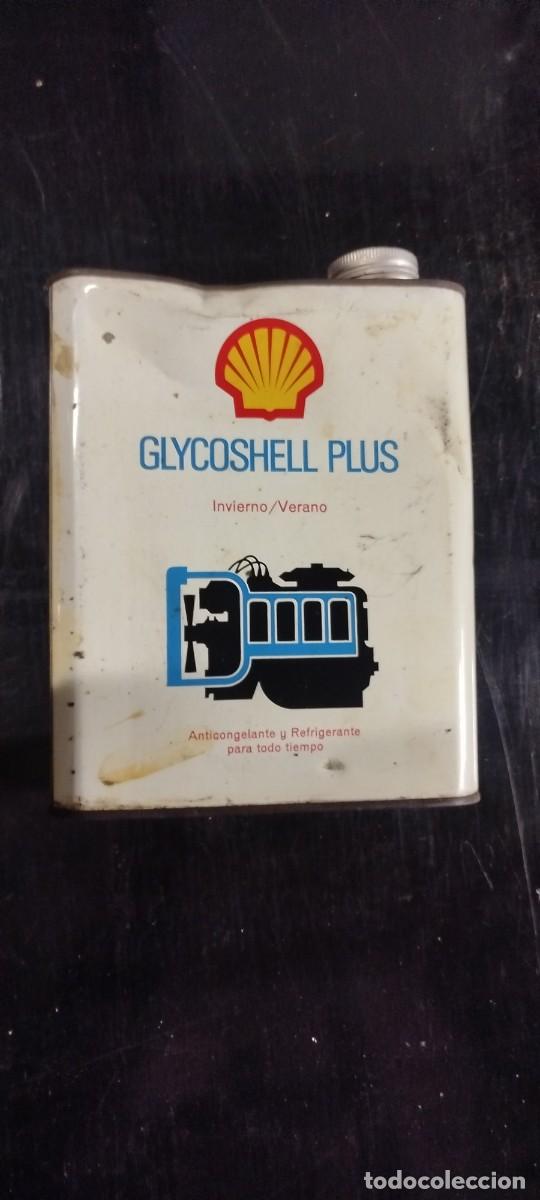 GLYCOSHELL PLUS
Invierno/Verano
Anticongelante y Refrigerante
para todo tiempo
todocoleccion